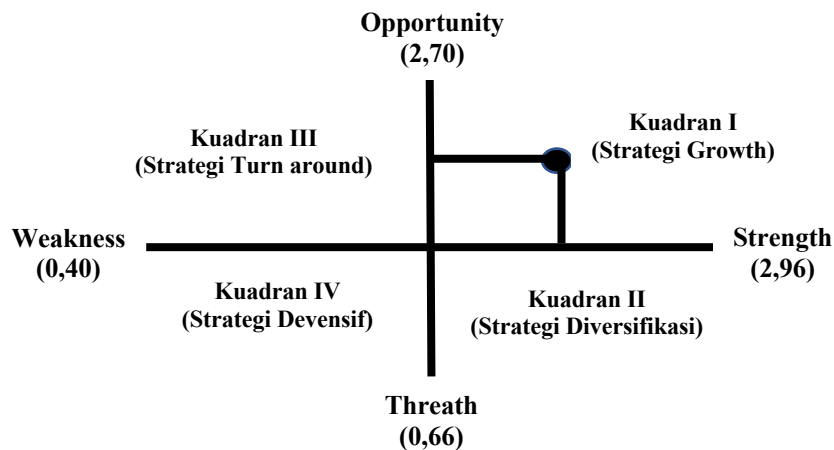 Opportunity
(2,70)
Kuadran III
(Strategi Turn around)
Kuadran I
(Strategi Growth)
Weakness
(0,40)
Strength
(2,96)
Kuadran IV
(Strategi Devensif)
Kuadran II
(Strategi Diversifikasi)
Threath
(0,66)